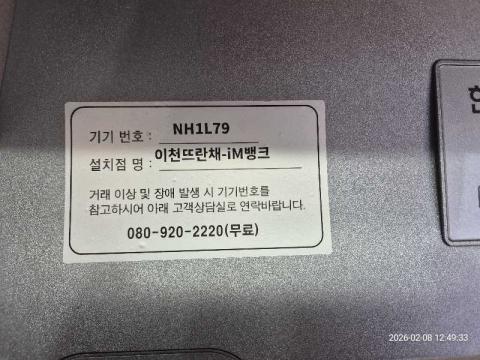 기기 번호 : NH1L79
설치점 명 : 이천뜨란채-iM뱅크
거래 이상 및 장애 발생 시 기기번호를
참고하시어 아래 고객상담실로 연락바랍니다.
080-920-2220(무료)
2026-02-08 12:49:33